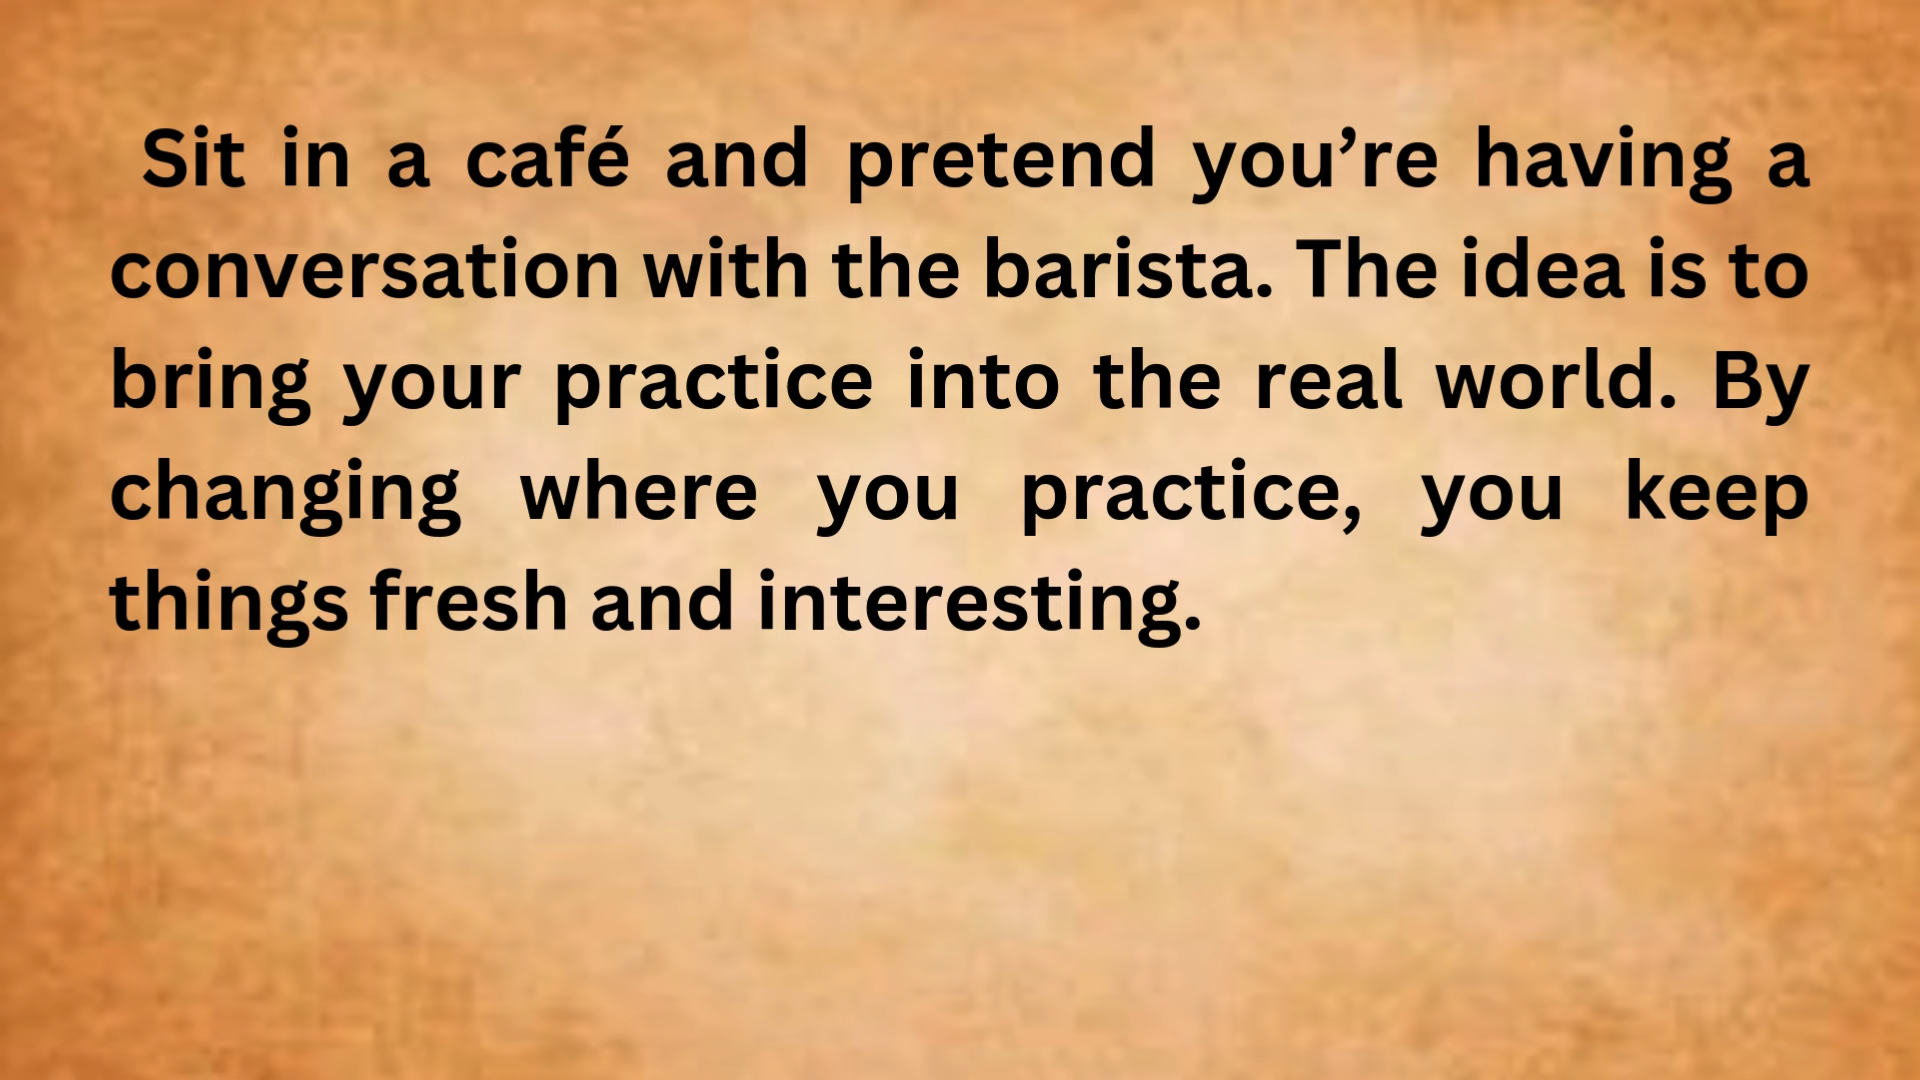 Sit in a café and pretend you’re having a
conversation with the barista. The idea is to
bring your practice into the real world. By
changing where you practice, you keep
things fresh and interesting.